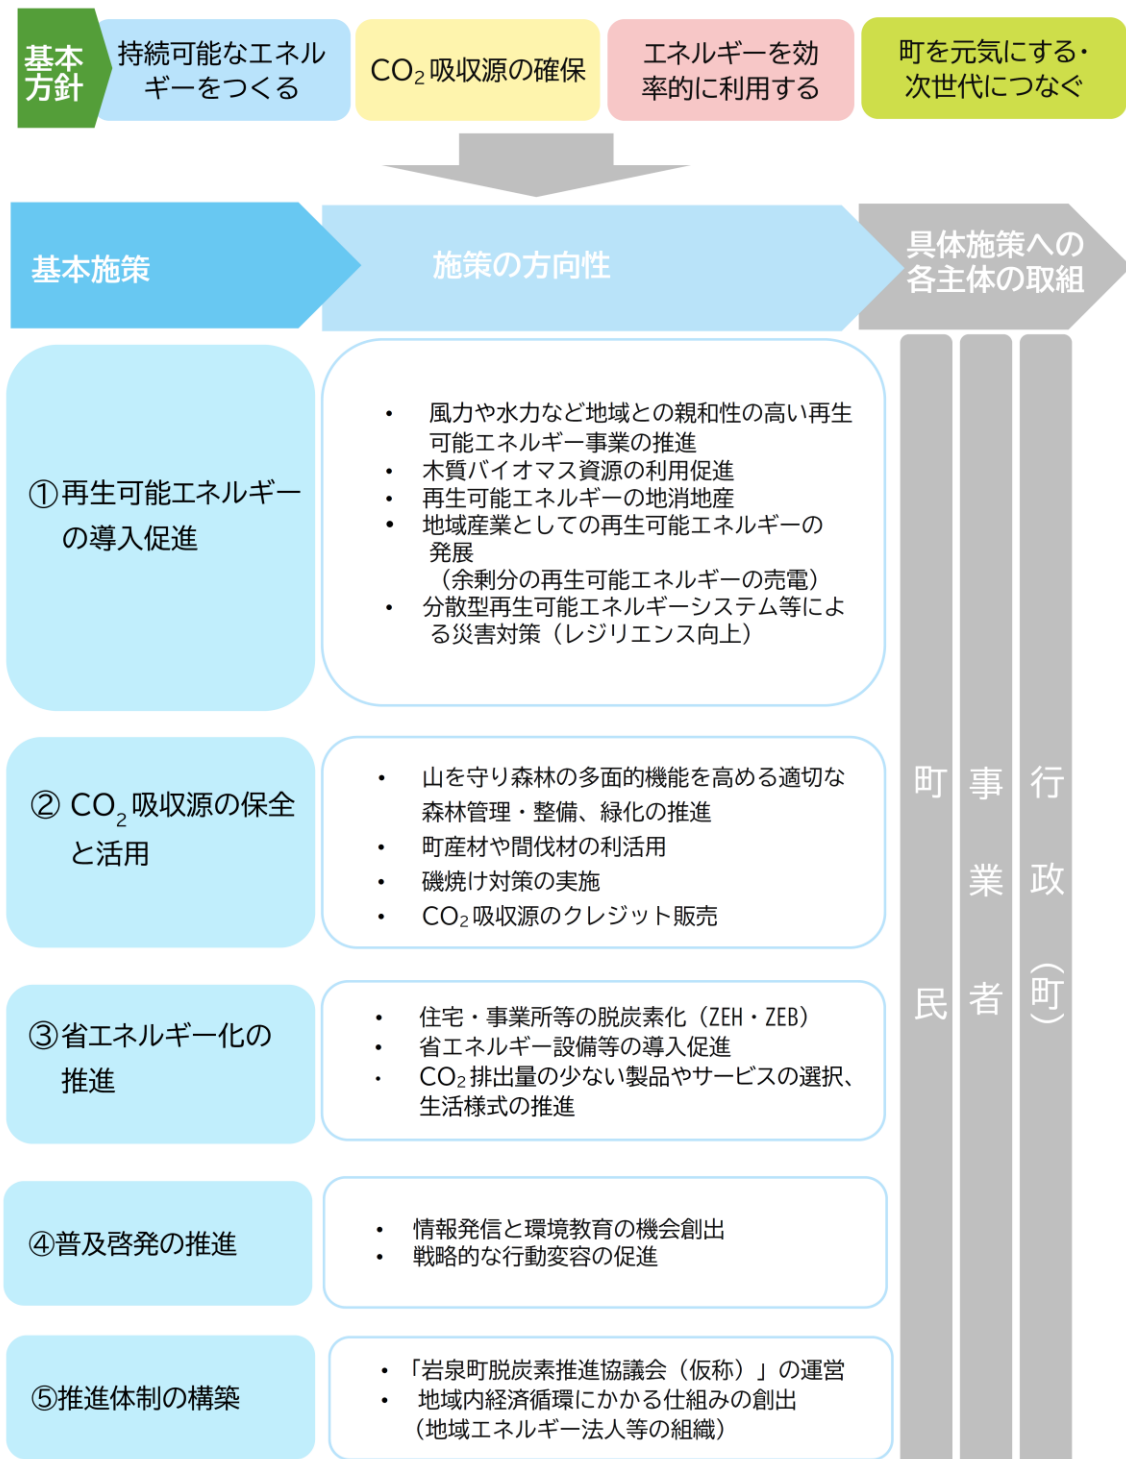 基本
方針
持続可能なエネル
ギーをつくる
CO₂吸収源の確保
エネルギーを効
率的に利用する
町を元気にする・
次世代につなぐ
基本施策
施策の方向性
具体施策への
各主体の取組
①再生可能エネルギー
の導入促進
・ 風力や水力など地域との親和性の高い再生
可能エネルギー事業の推進
・ 木質バイオマス資源の利用促進
・ 再生可能エネルギーの地消地産
・ 地域産業としての再生可能エネルギーの
発展
（余剰分の再生可能エネルギーの売電）
・ 分散型再生可能エネルギーシステム等によ
る災害対策（レジリエンス向上）
② CO₂吸収源の保全
と活用
・ 山を守り森林の多面的機能を高める適切な
森林管理・整備、緑化の推進
・ 町産材や間伐材の利活用
・ 磯焼け対策の実施
・ CO₂吸収源のクレジット販売
③省エネルギー化の
推進
・ 住宅・事業所等の脱炭素化（ZEH・ZEB）
・ 省エネルギー設備等の導入促進
・ CO₂排出量の少ない製品やサービスの選択、
生活様式の推進
④普及啓発の推進
・ 情報発信と環境教育の機会創出
・ 戦略的な行動変容の促進
⑤推進体制の構築
・ 「岩泉町脱炭素推進協議会（仮称）」の運営
・ 地域内経済循環にかかる仕組みの創出
（地域エネルギー法人等の組織）
町民
事業者
行政（町）